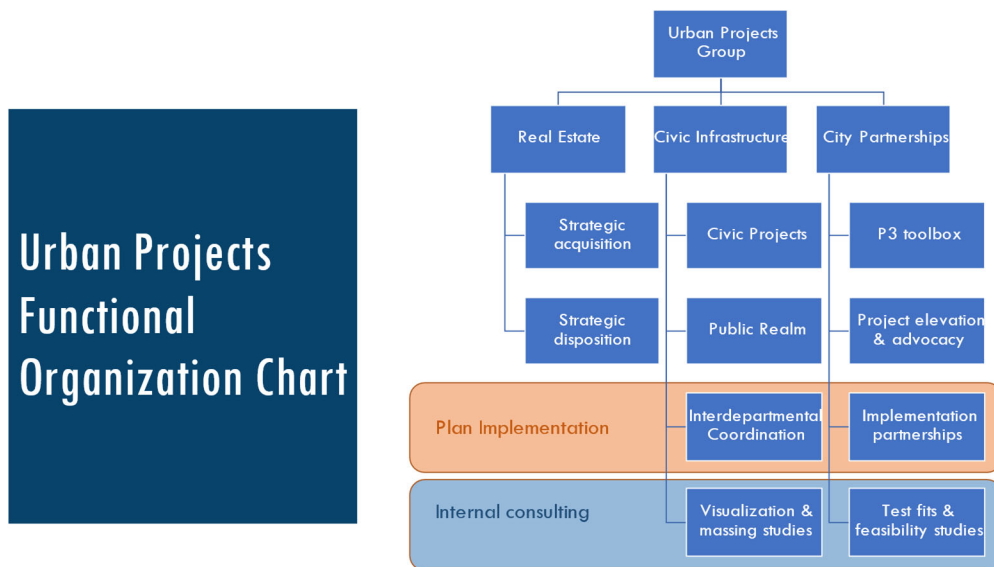 Urban Projects
Functional
Organization Chart
Urban Projects
Group
Real Estate
Civic Infrastructure
City Partnerships
Strategic
acquisition
Civic Projects
P3 toolbox
Strategic
disposition
Public Realm
Project elevation
& advocacy
Plan Implementation
Interdepartmental
Coordination
Implementation
partnerships
Internal consulting
Visualization &
massing studies
Test fits &
feasibility studies